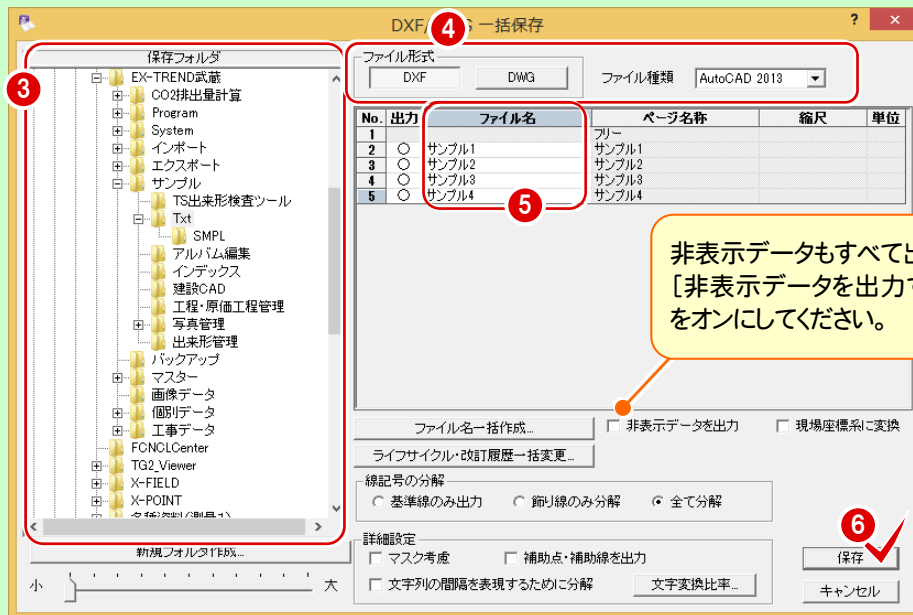 DXF/ 4 S 一括保存
? ×
3
保存フォルダ
EX-TREND武蔵
CO2排出量計算
Program
System
インポート
エクスポート
サンプル
TS出来形検査ツール
Txt
SMPL
アルバム編集
インデックス
建設CAD
工程・原価工程管理
写真管理
出来形管理
バックアップ
マスター
画像データ
個別データ
工事データ
FCNCLCenter
TG2_Viewer
X-FIELD
X-POINT
新規フォルダ作成...
小 大
ファイル形式
DXF DWG ファイル種類 AutoCAD 2013
No. 出力 ファイル名 ページ名称 縮尺 単位
1 フリー
2 ○ サンプル1 サンプル1
3 ○ サンプル2 サンプル2
4 ○ サンプル3 サンプル3
5 ○ サンプル4 サンプル4
5
非表示データもすべて出
[非表示データを出力す
をオンにしてください。
ファイル名一括作成... 非表示データを出力 現場座標系に変換
ライフサイクル・改訂履歴一括変更...
線記号の分解
基準線のみ出力 飾り線のみ分解 全て分解
詳細設定
マスク考慮 補助点・補助線を出力
文字列の間隔を表現するために分解 文字変換比率...
6
保存
キャンセル